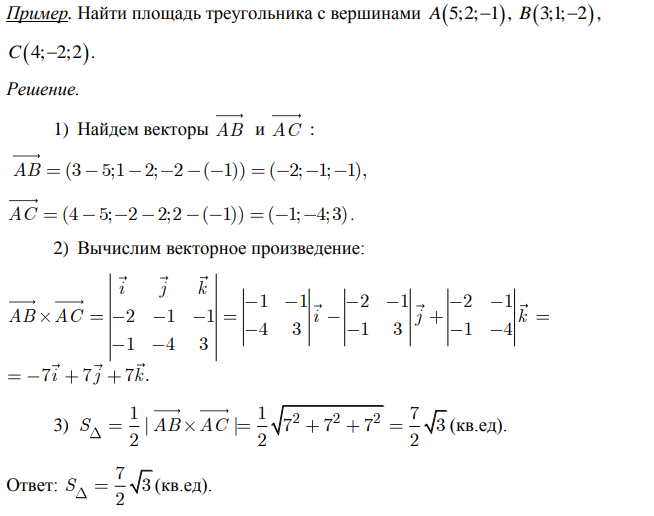 Пример. Найти площадь треугольника с вершинами A(5;2;−1), B(3;1;−2),
C(4;−2;2).
Решение.
1) Найдем векторы $\overrightarrow{AB}$ и $\overrightarrow{AC}$ :
$\overrightarrow{AB} = (3-5;1-2;-2-(-1)) = (-2;-1;-1),$
$\overrightarrow{AC} = (4-5;-2-2;2-(-1)) = (-1;-4;3).$
2) Вычислим векторное произведение:
$\overrightarrow{AB}\times\overrightarrow{AC} = \begin{vmatrix} \vec{i} & \vec{j} & \vec{k} \\ -2 & -1 & -1 \\ -1 & -4 & 3 \end{vmatrix} = \begin{vmatrix} -1 & -1 \\ -4 & 3 \end{vmatrix}\vec{i} - \begin{vmatrix} -2 & -1 \\ -1 & 3 \end{vmatrix}\vec{j} + \begin{vmatrix} -2 & -1 \\ -1 & -4 \end{vmatrix}\vec{k} =$
$= -7\vec{i} + 7\vec{j} + 7\vec{k}.$
3) $S_{\Delta} = \frac{1}{2}|\overrightarrow{AB}\times\overrightarrow{AC}| = \frac{1}{2}\sqrt{7^2+7^2+7^2} = \frac{7}{2}\sqrt{3}$ (кв.ед).
Ответ: $S_{\Delta} = \frac{7}{2}\sqrt{3}$ (кв.ед).